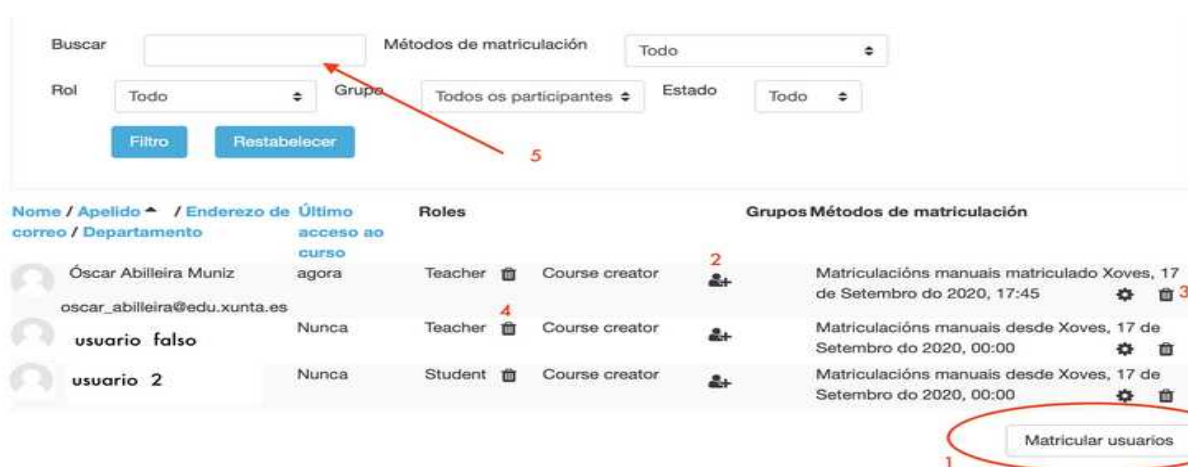 Buscar Métodos de matriculación Todo
Rol Todo Grupo Todos os participantes Estado Todo
Filtro Restabelecer
5
Nome / Apelido / Enderezo de correo / Departamento
Último acceso ao curso
Roles
Grupos Métodos de matriculación
Óscar Abilleira Muniz agora Teacher Course creator 2 Matriculacións manuais matriculado Xoves, 17
oscar_abilleira@edu.xunta.es de Setembro do 2020, 17:45 3
4
usuario falso Nunca Teacher Course creator Matriculacións manuais desde Xoves, 17 de
Setembro do 2020, 00:00
usuario 2 Nunca Student Course creator Matriculacións manuais desde Xoves, 17 de
Setembro do 2020, 00:00
Matricular usuarios
1